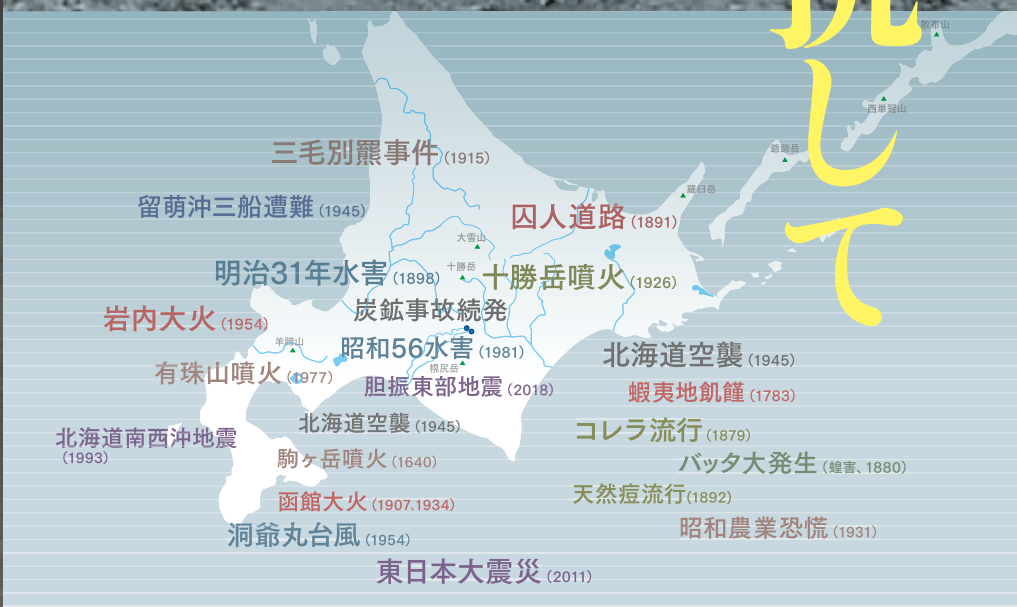 して
散布山
西単冠山
爺爺岳
羅臼岳
三毛別羆事件(1915)
留萌沖三船遭難(1945)
囚人道路(1891)
大雪山
明治31年水害(1898)
十勝岳
十勝岳噴火(1926)
炭鉱事故続発
岩内大火(1954)
羊蹄山
昭和56水害(1981)
北海道空襲(1945)
幌尻岳
有珠山噴火(1977)
胆振東部地震(2018)
蝦夷地飢饉(1783)
北海道空襲(1945)
コレラ流行(1879)
北海道南西沖地震
(1993)
駒ヶ岳噴火(1640)
バッタ大発生(蝗害、1880)
函館大火(1907.1934)
天然痘流行(1892)
洞爺丸台風(1954)
昭和農業恐慌(1931)
東日本大震災(2011)